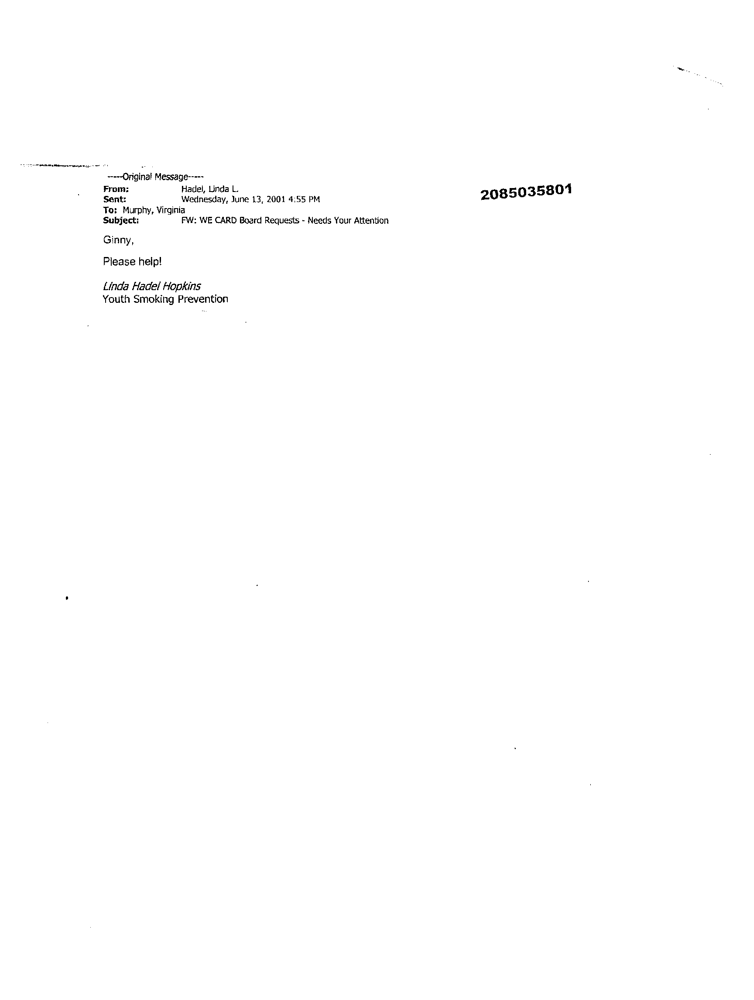 -----Original Message-----
From: Hadel, Linda L.
Sent: Wednesday, June 13, 2001 4:55 PM
To: Murphy, Virginia
Subject: FW: WE CARD Board Requests - Needs Your Attention
2085035801
Ginny,
Please help!
Linda Hadel Hopkins
Youth Smoking Prevention